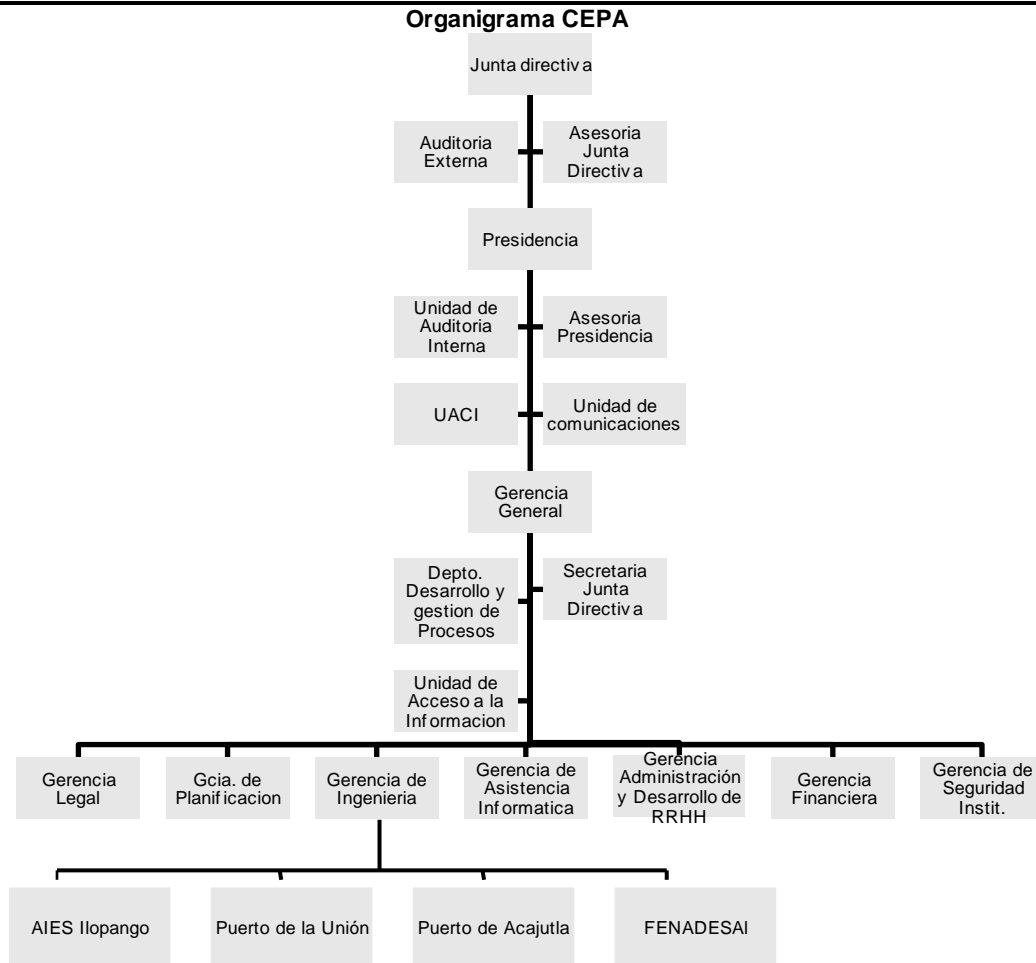 Organigrama CEPA
Junta directiva
Auditoria
Externa
Asesoria
Junta
Directiva
Presidencia
Unidad de
Auditoria
Interna
Asesoria
Presidencia
UACI
Unidad de
comunicaciones
Gerencia
General
Depto.
Desarrollo y
gestion de
Procesos
Secretaria
Junta
Directiva
Unidad de
Acceso a la
Informacion
Gerencia
Legal
Gcia. de
Planificacion
Gerencia de
Ingenieria
Gerencia de
Asistencia
Informatica
Gerencia
Administración
y Desarrollo de
RRHH
Gerencia
Financiera
Gerencia de
Seguridad
Instit.
AIES Ilopango
Puerto de la Unión
Puerto de Acajutla
FENADESAI